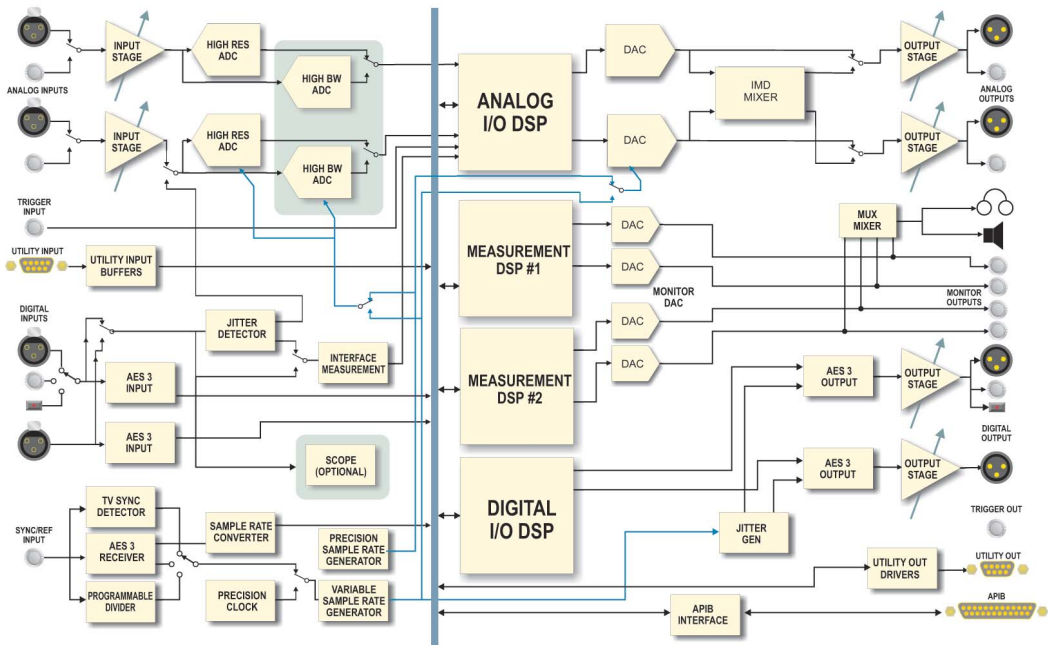 INPUT
STAGE
HIGH RES
ADC
HIGH BW
ADC
ANALOG INPUTS
INPUT
STAGE
HIGH RES
ADC
HIGH BW
ADC
ANALOG
I/O DSP
DAC
DAC
IMD
MIXER
OUTPUT
STAGE
ANALOG
OUTPUTS
OUTPUT
STAGE
TRIGGER
INPUT
UTILITY INPUT
UTILITY INPUT
BUFFERS
MEASUREMENT
DSP #1
DAC
DAC
MONITOR
DAC
MUX
MIXER
MONITOR
OUTPUTS
DIGITAL
INPUTS
JITTER
DETECTOR
INTERFACE
MEASUREMENT
AES 3
INPUT
AES 3
INPUT
SCOPE
(OPTIONAL)
MEASUREMENT
DSP #2
DAC
DAC
AES 3
OUTPUT
OUTPUT
STAGE
DIGITAL
OUTPUT
AES 3
OUTPUT
OUTPUT
STAGE
SYNC/REF
INPUT
TV SYNC
DETECTOR
AES 3
RECEIVER
PROGRAMMABLE
DIVIDER
SAMPLE RATE
CONVERTER
PRECISION
CLOCK
PRECISION
SAMPLE RATE
GENERATOR
VARIABLE
SAMPLE RATE
GENERATOR
DIGITAL
I/O DSP
JITTER
GEN
TRIGGER OUT
UTILITY OUT
DRIVERS
UTILITY OUT
APIB
INTERFACE
APIB